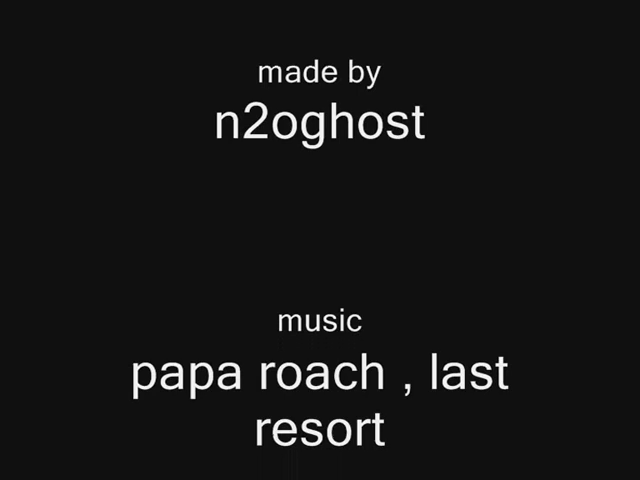 made by
n2oghost
music
papa roach , last
resort